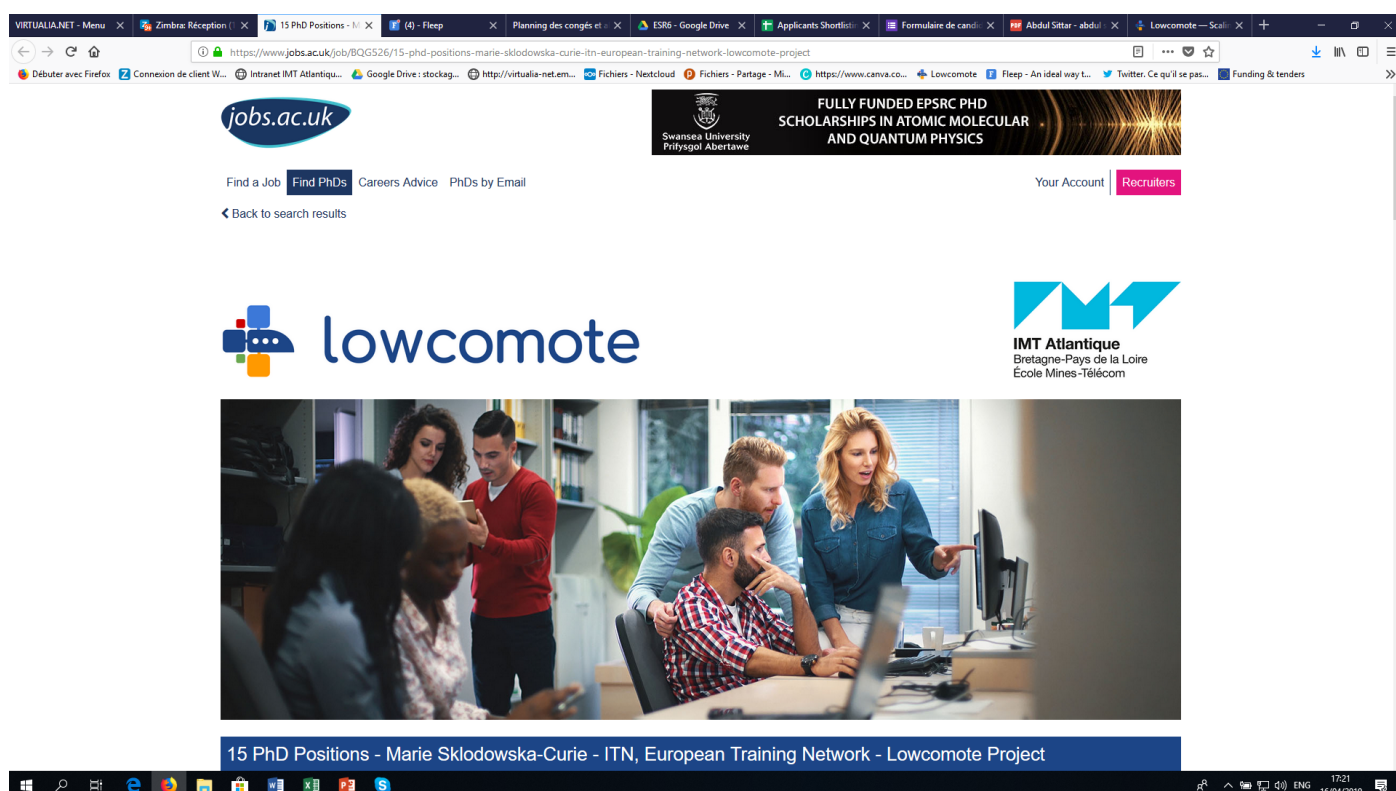 VIRTUALIA.NET - Menu
Zimbra: Réception (
15 PhD Positions - M
(4) - Fleep
Planning des congés et a
ESR6 - Google Drive
Applicants Shortlistin
Formulaire de candid
Abdul Sittar - abdul
Lowcomote — Scalin
https://www.jobs.ac.uk/job/BQG526/15-phd-positions-marie-sklodowska-curie-itn-european-training-network-lowcomote-project
Débuter avec Firefox
Connexion de client W...
Intranet IMT Atlantiqu...
Google Drive : stockag...
http://virtualia-net.em...
Fichiers - Nextcloud
Fichiers - Partage - Mi...
https://www.canva.co...
Lowcomote
Fleep - An ideal way t...
Twitter. Ce qu'il se pas...
Funding & tenders
jobs.ac.uk
Swansea University
Prifysgol Abertawe
FULLY FUNDED EPSRC PHD
SCHOLARSHIPS IN ATOMIC MOLECULAR
AND QUANTUM PHYSICS
Find a Job Find PhDs Careers Advice PhDs by Email
Your Account Recruiters
Back to search results
lowcomote
IMT Atlantique
Bretagne-Pays de la Loire
École Mines-Télécom
15 PhD Positions - Marie Sklodowska-Curie - ITN, European Training Network - Lowcomote Project
ENG
17:21